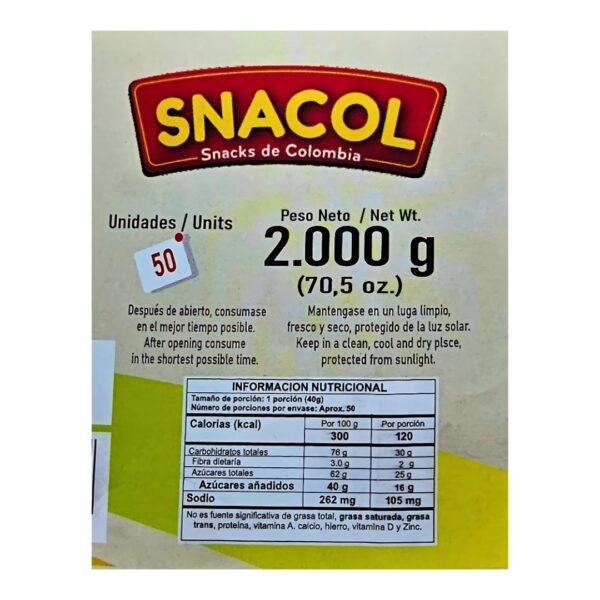 SNACOL
Snacks de Colombia
Unidades / Units
50
Peso Neto / Net Wt.
2.000 g
(70,5 oz.)
Después de abierto, consumase
en el mejor tiempo posible.
After opening consume
in the shortest possible time.
Mantengase en un luga limpio,
fresco y seco, protegido de la luz solar.
Keep in a clean, cool and dry plsce,
protected from sunlight.
INFORMACION NUTRICIONAL
Tamaño de porción: 1 porción (40g)
Número de porciones por envase: Aprox. 50
Calorías (kcal) Por 100 g Por porción
300 120
Carbohidratos totales 76 g 30 g
Fibra dietaria 3.0 g 2 g
Azúcares totales 62 g 25 g
Azúcares añadidos 40 g 16 g
Sodio 262 mg 105 mg
No es fuente significativa de grasa total, grasa saturada, grasa
trans, proteína, vitamina A, calcio, hierro, vitamina D y Zinc.